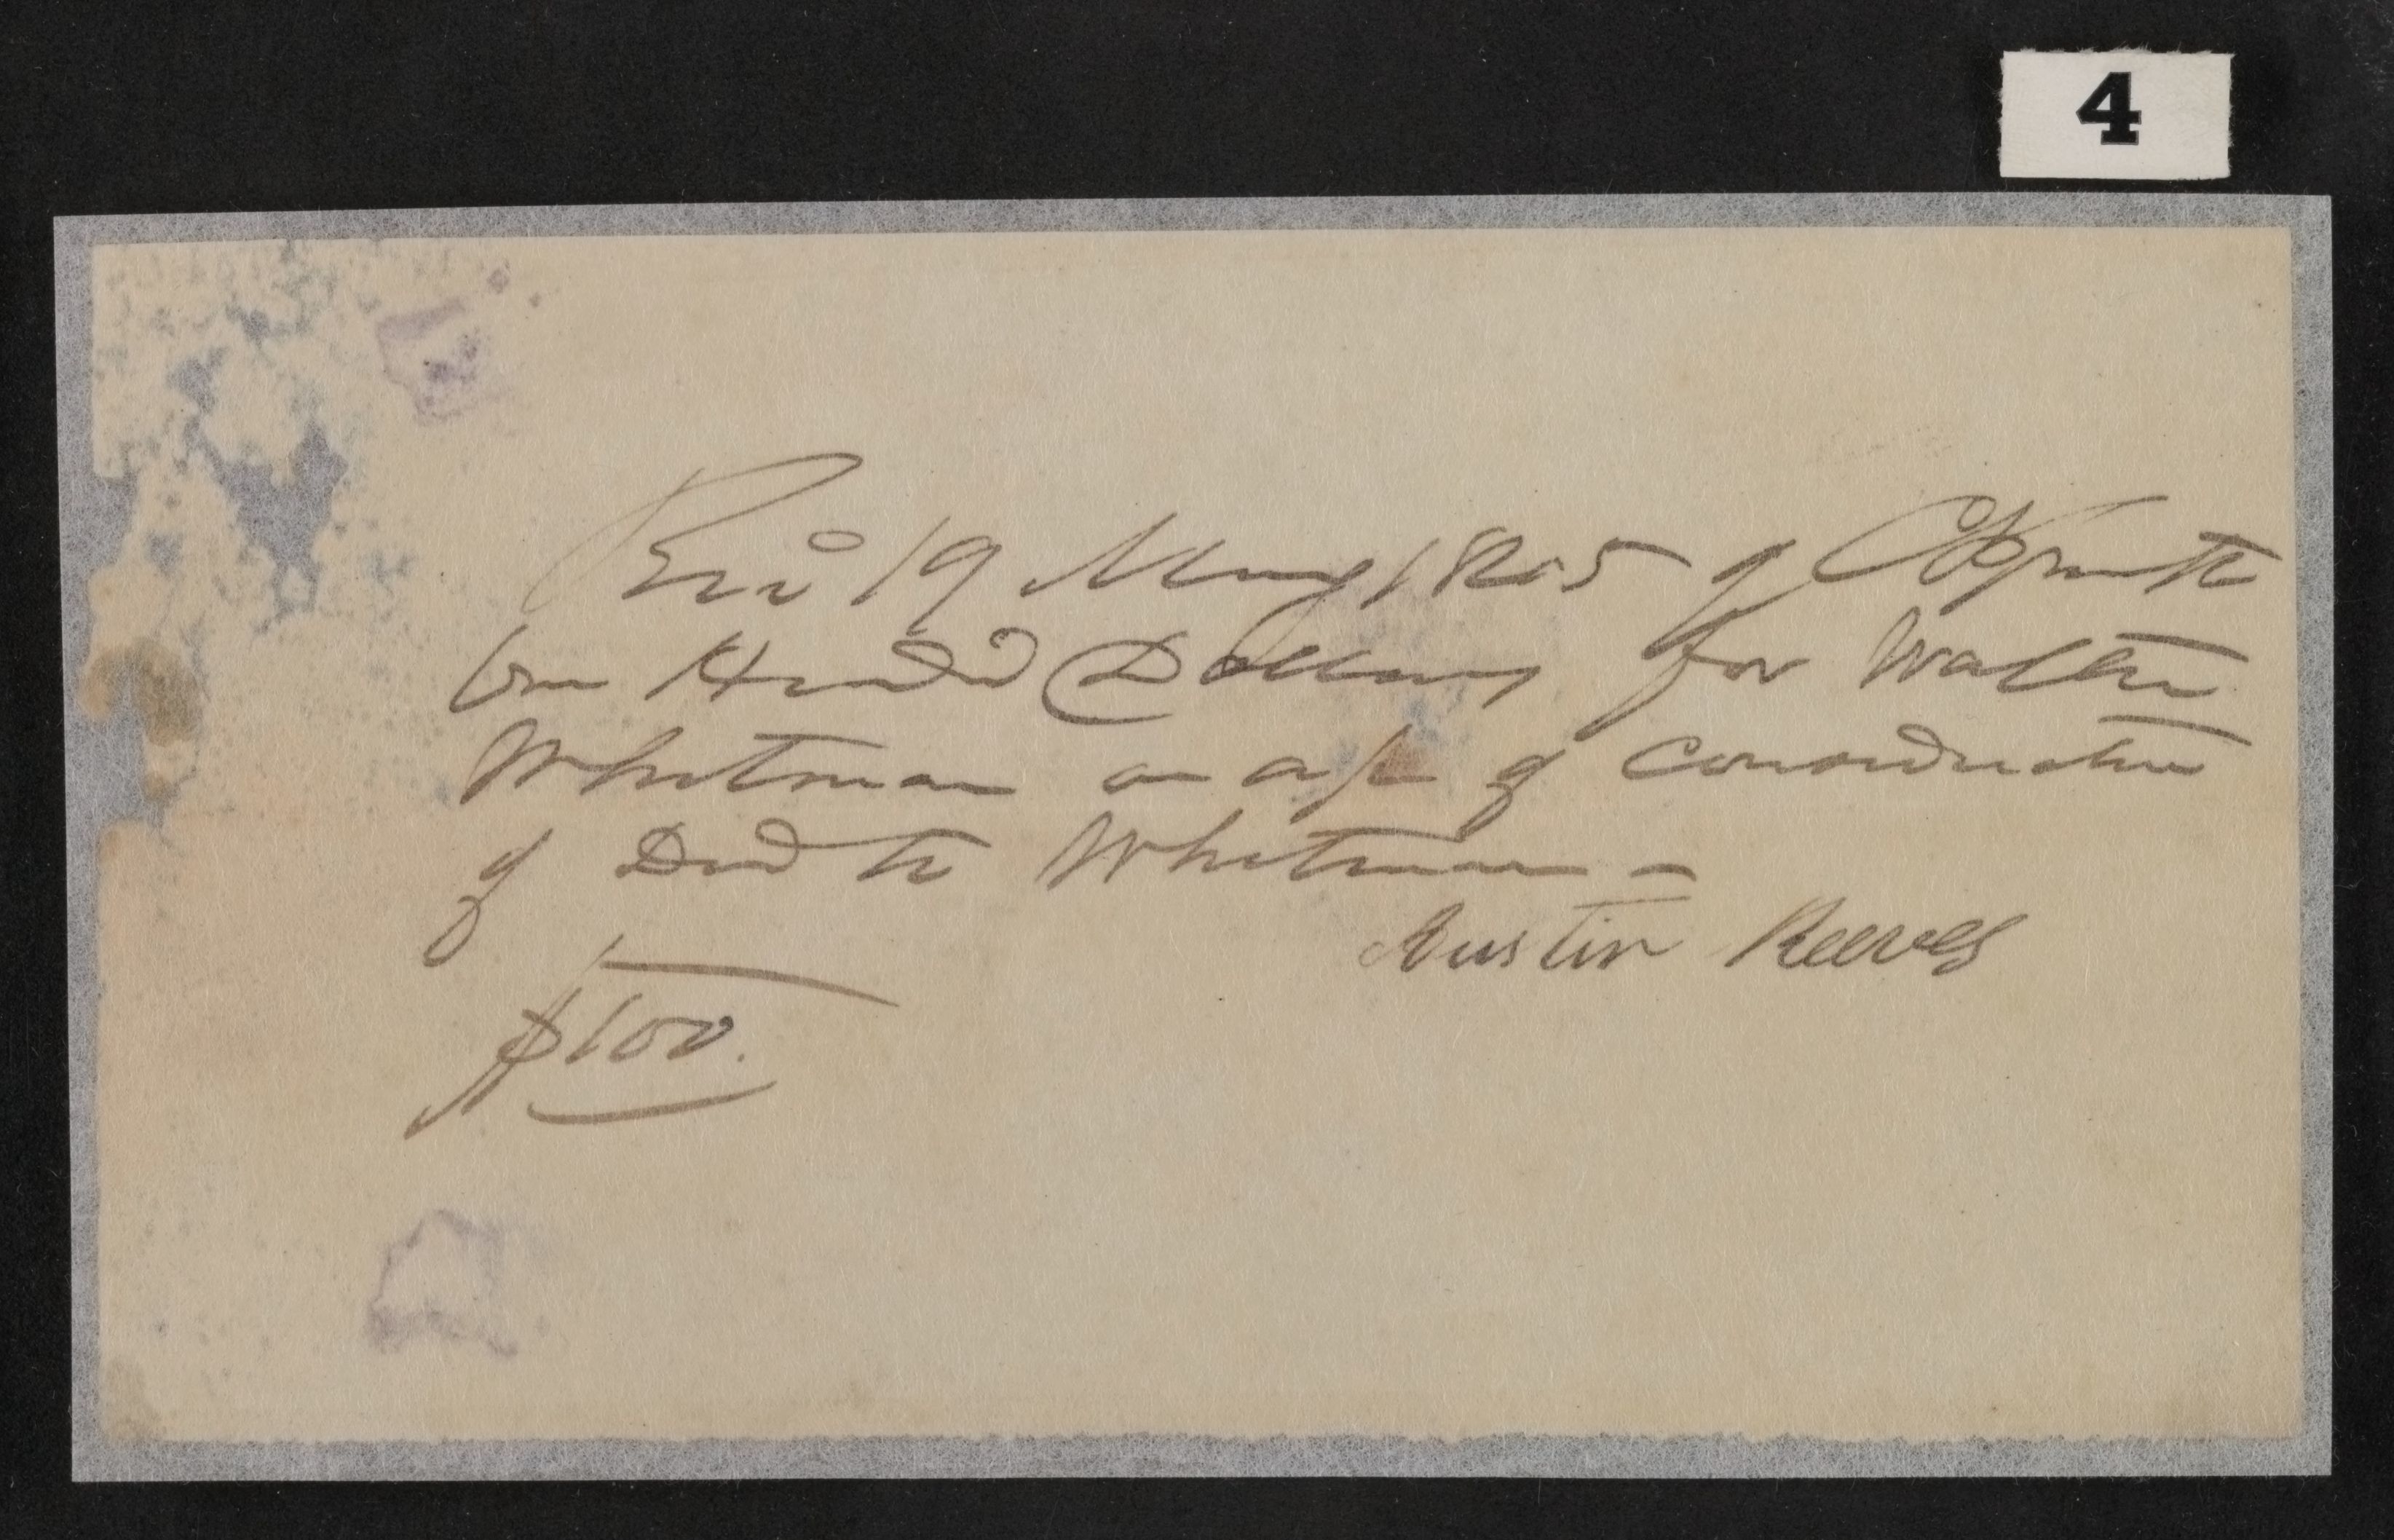 4
Recd 19 May 1825 of
One Hundred Dollars for Walter
Whitman on a/c of consideration
of Deed to Whitman –
Austin Reeves
$100.